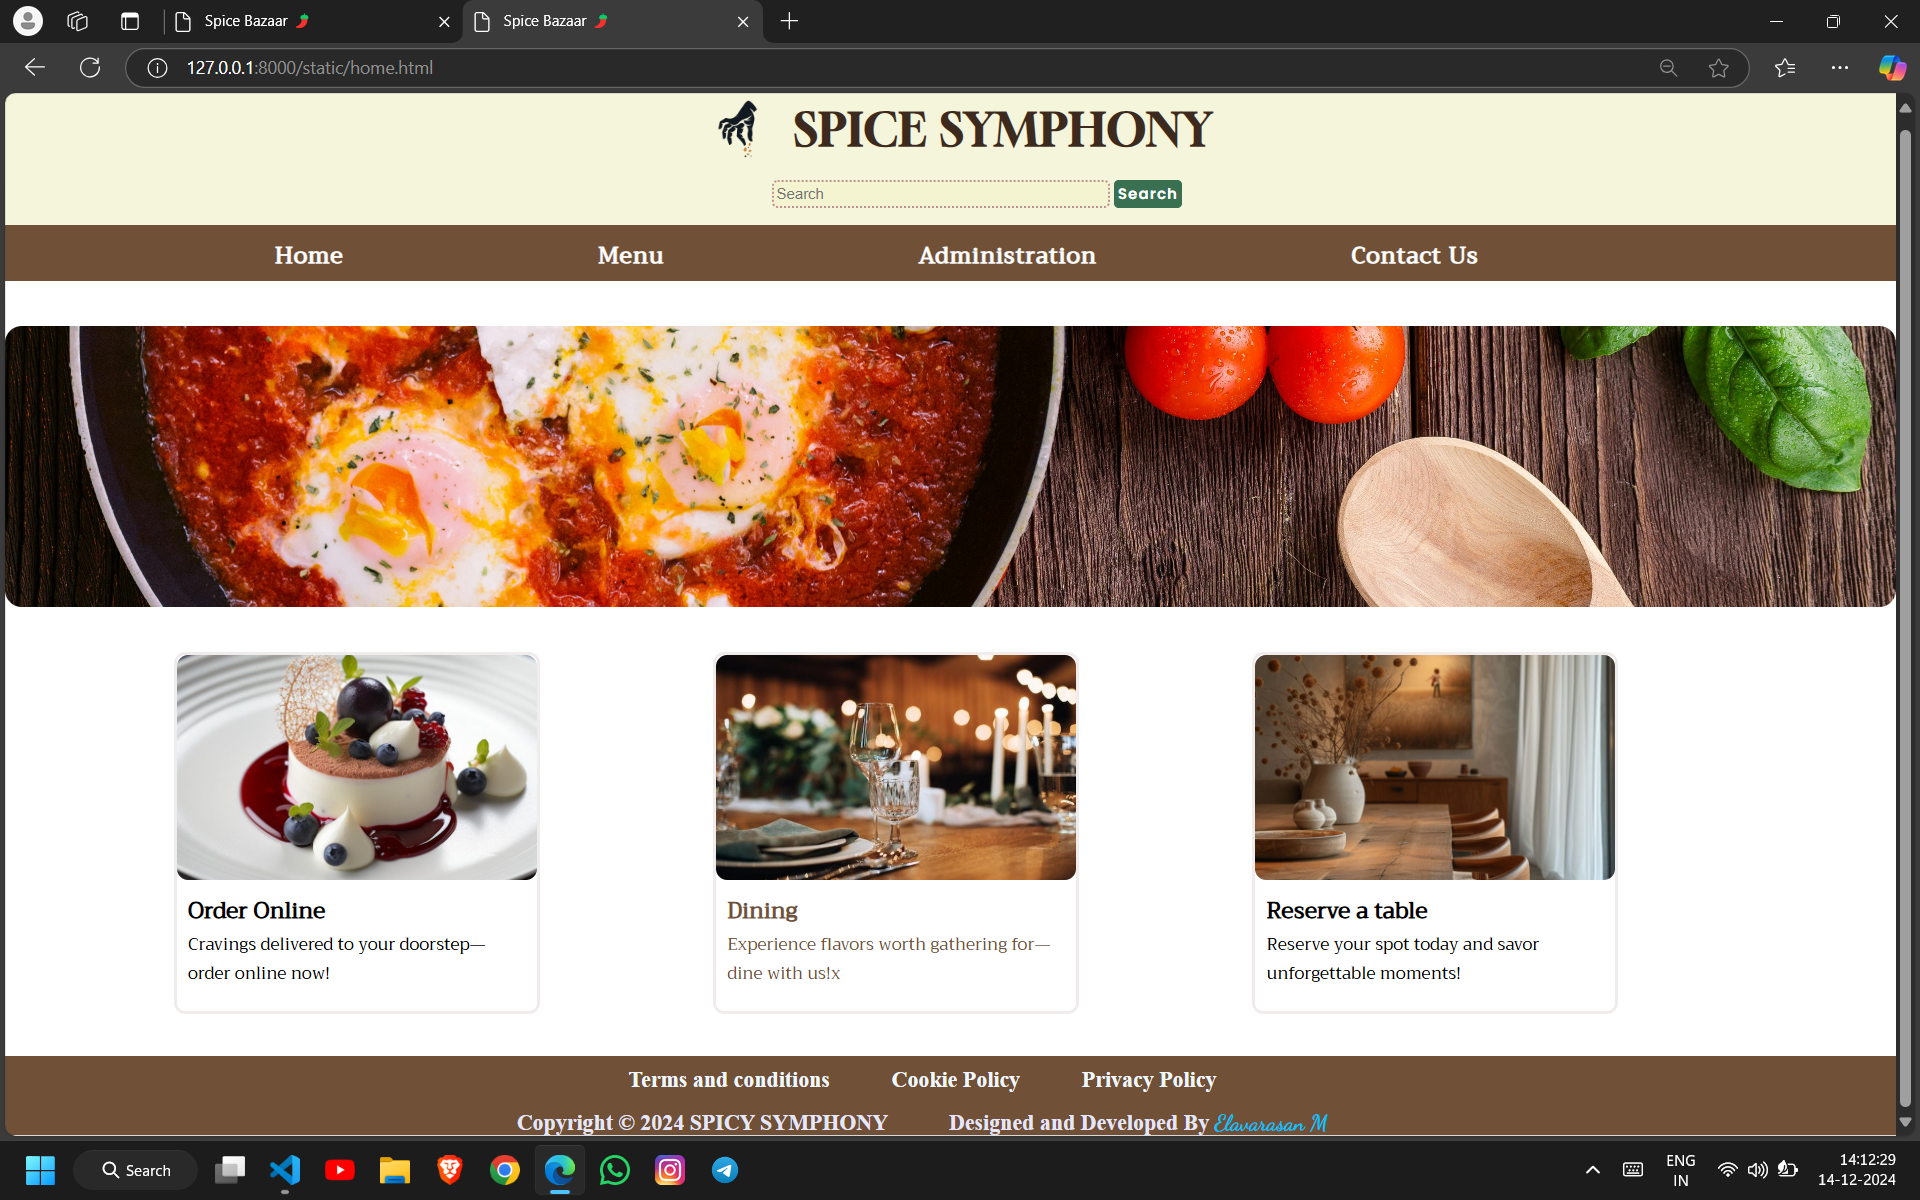 Spice Bazaar
Spice Bazaar
127.0.0.1:8000/static/home.html
SPICE SYMPHONY
Search
Search
Home
Menu
Administration
Contact Us
Order Online
Cravings delivered to your doorstep—
order online now!
Dining
Experience flavors worth gathering for—
dine with us!x
Reserve a table
Reserve your spot today and savor
unforgettable moments!
Terms and conditions
Cookie Policy
Privacy Policy
Copyright © 2024 SPICY SYMPHONY
Designed and Developed By Elavarasan M
Search
ENG
IN
14:12:29
14-12-2024